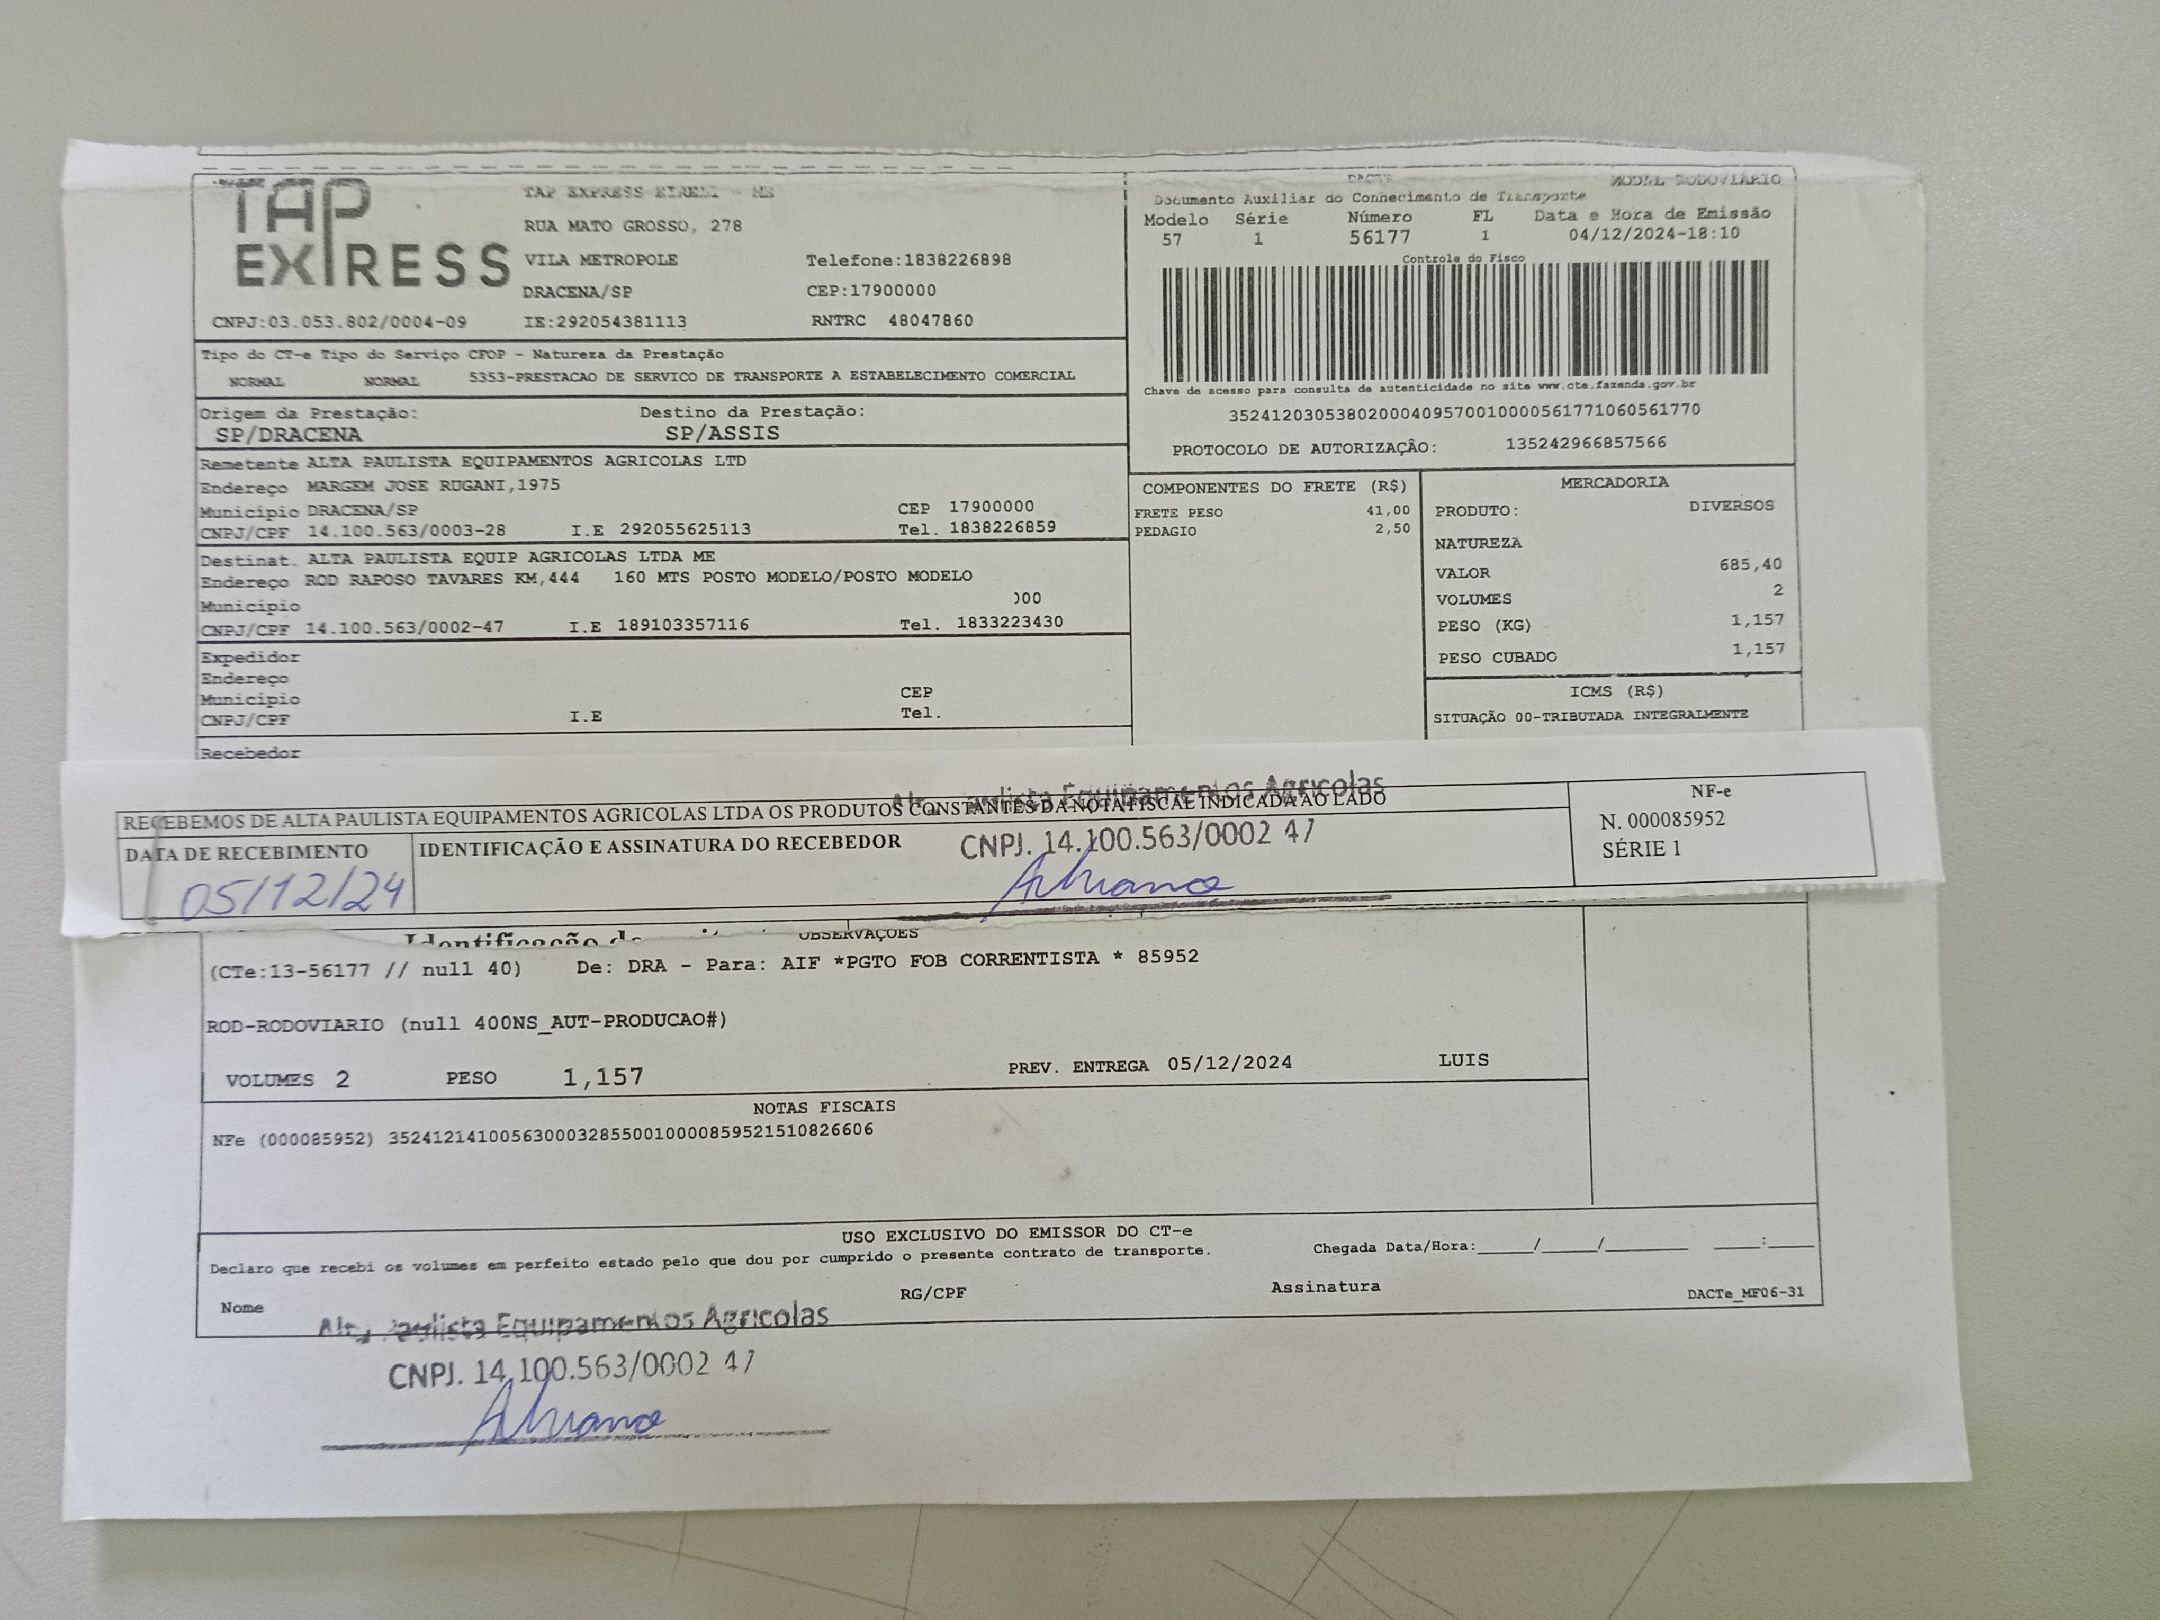 TAP EXPRESS
TAP EXPRESS EIRELI - ME
RUA MATO GROSSO, 278
VILA METROPOLE Telefone:1838226898
DRACENA/SP CEP:17900000
CNPJ:03.053.802/0004-09 IE:292054381113 RNTRC 48047860
DACTE MODAL RODOVIÁRIO
Documento Auxiliar do Conhecimento de Transporte
Modelo Série Número FL Data e Hora de Emissão
57 1 56177 1 04/12/2024-18:10
Controle do Fisco
Chave de acesso para consulta de autenticidade no site www.cte.fazenda.gov.br
35241203053802000409570010000561771060561770
PROTOCOLO DE AUTORIZAÇÃO: 135242966857566
Tipo do CT-e Tipo do Serviço CFOP - Natureza da Prestação
NORMAL NORMAL 5353-PRESTACAO DE SERVICO DE TRANSPORTE A ESTABELECIMENTO COMERCIAL
Origem da Prestação: Destino da Prestação:
SP/DRACENA SP/ASSIS
Remetente ALTA PAULISTA EQUIPAMENTOS AGRICOLAS LTD
Endereço MARGEM JOSE RUGANI,1975
Município DRACENA/SP CEP 17900000
CNPJ/CPF 14.100.563/0003-28 I.E 292055625113 Tel. 1838226859
Destinat. ALTA PAULISTA EQUIP AGRICOLAS LTDA ME
Endereço ROD RAPOSO TAVARES KM,444 160 MTS POSTO MODELO/POSTO MODELO
Município 000
CNPJ/CPF 14.100.563/0002-47 I.E 189103357116 Tel. 1833223430
Expedidor
Endereço
Município CEP
CNPJ/CPF I.E Tel.
Recebedor
COMPONENTES DO FRETE (R$)
FRETE PESO 41,00
PEDAGIO 2,50
MERCADORIA
PRODUTO: DIVERSOS
NATUREZA
VALOR 685,40
VOLUMES 2
PESO (KG) 1,157
PESO CUBADO 1,157
ICMS (R$)
SITUAÇÃO 00-TRIBUTADA INTEGRALMENTE
Paulista Equipamentos Agricolas
RECEBEMOS DE ALTA PAULISTA EQUIPAMENTOS AGRICOLAS LTDA OS PRODUTOS CONSTANTES DA NOTA FISCAL INDICADA AO LADO
DATA DE RECEBIMENTO IDENTIFICAÇÃO E ASSINATURA DO RECEBEDOR
CNPJ. 14.100.563/0002 47
05/12/24
Adriano
NF-e
N. 000085952
SÉRIE 1
OBSERVAÇÕES
(CTe:13-56177 // null 40) De: DRA - Para: AIF *PGTO FOB CORRENTISTA * 85952
ROD-RODOVIARIO (null 400NS_AUT-PRODUCAO#)
VOLUMES 2 PESO 1,157 PREV. ENTREGA 05/12/2024 LUIS
NOTAS FISCAIS
NFe (000085952) 35241214100563000328550010000859521510826606
USO EXCLUSIVO DO EMISSOR DO CT-e
Declaro que recebi os volumes em perfeito estado pelo que dou por cumprido o presente contrato de transporte. Chegada Data/Hora:_____/_____/_______ ____:____
Nome RG/CPF Assinatura DACTe_MF06-31
Alta Paulista Equipamentos Agricolas
CNPJ. 14.100.563/0002 47
Adriano